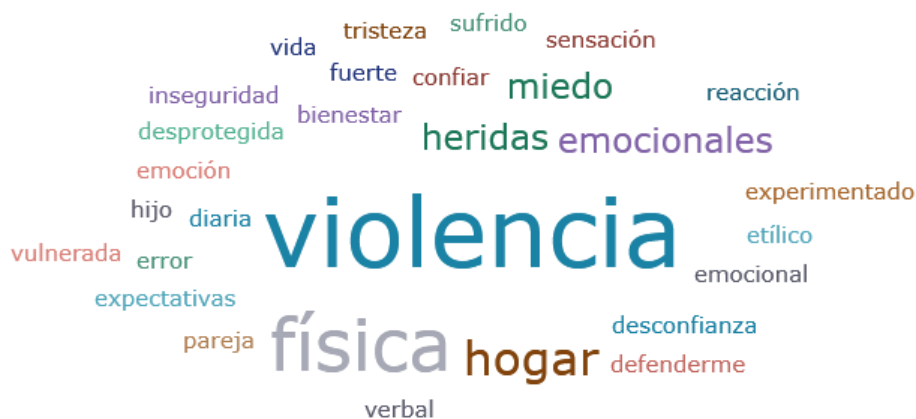 sufrido
tristeza
sensación
vida
fuerte
confiar
miedo
reacción
inseguridad
bienestar
desprotegida
heridas
emocionales
emoción
experimentado
hijo
diaria
violencia
etílico
vulnerada
error
emocional
expectativas
desconfianza
pareja
física
hogar
defenderme
verbal